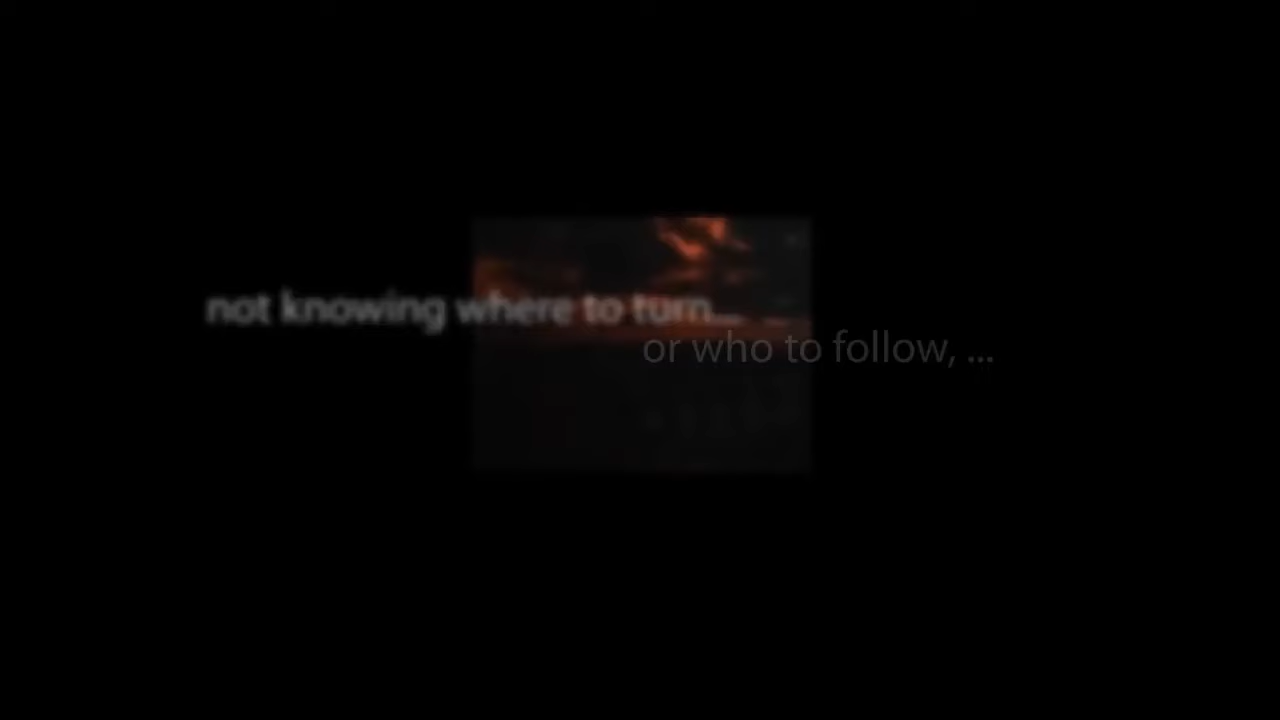 not knowing where to turn...
or who to follow, ...